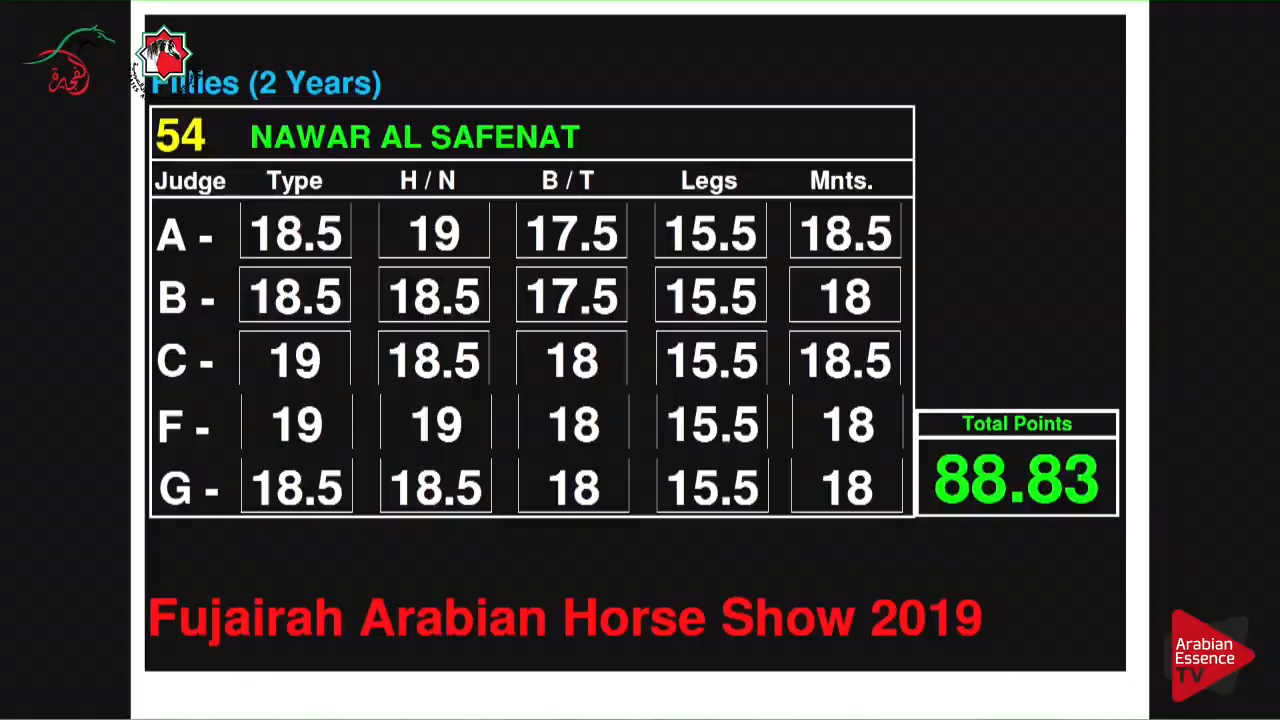 الفجيرة
Fillies (2 Years)
54 NAWAR AL SAFENAT
Judge Type H / N B / T Legs Mnts.
A - 18.5 19 17.5 15.5 18.5
B - 18.5 18.5 17.5 15.5 18
C - 19 18.5 18 15.5 18.5
F - 19 19 18 15.5 18
G - 18.5 18.5 18 15.5 18
Total Points
88.83
Fujairah Arabian Horse Show 2019
Arabian
Essence
TV